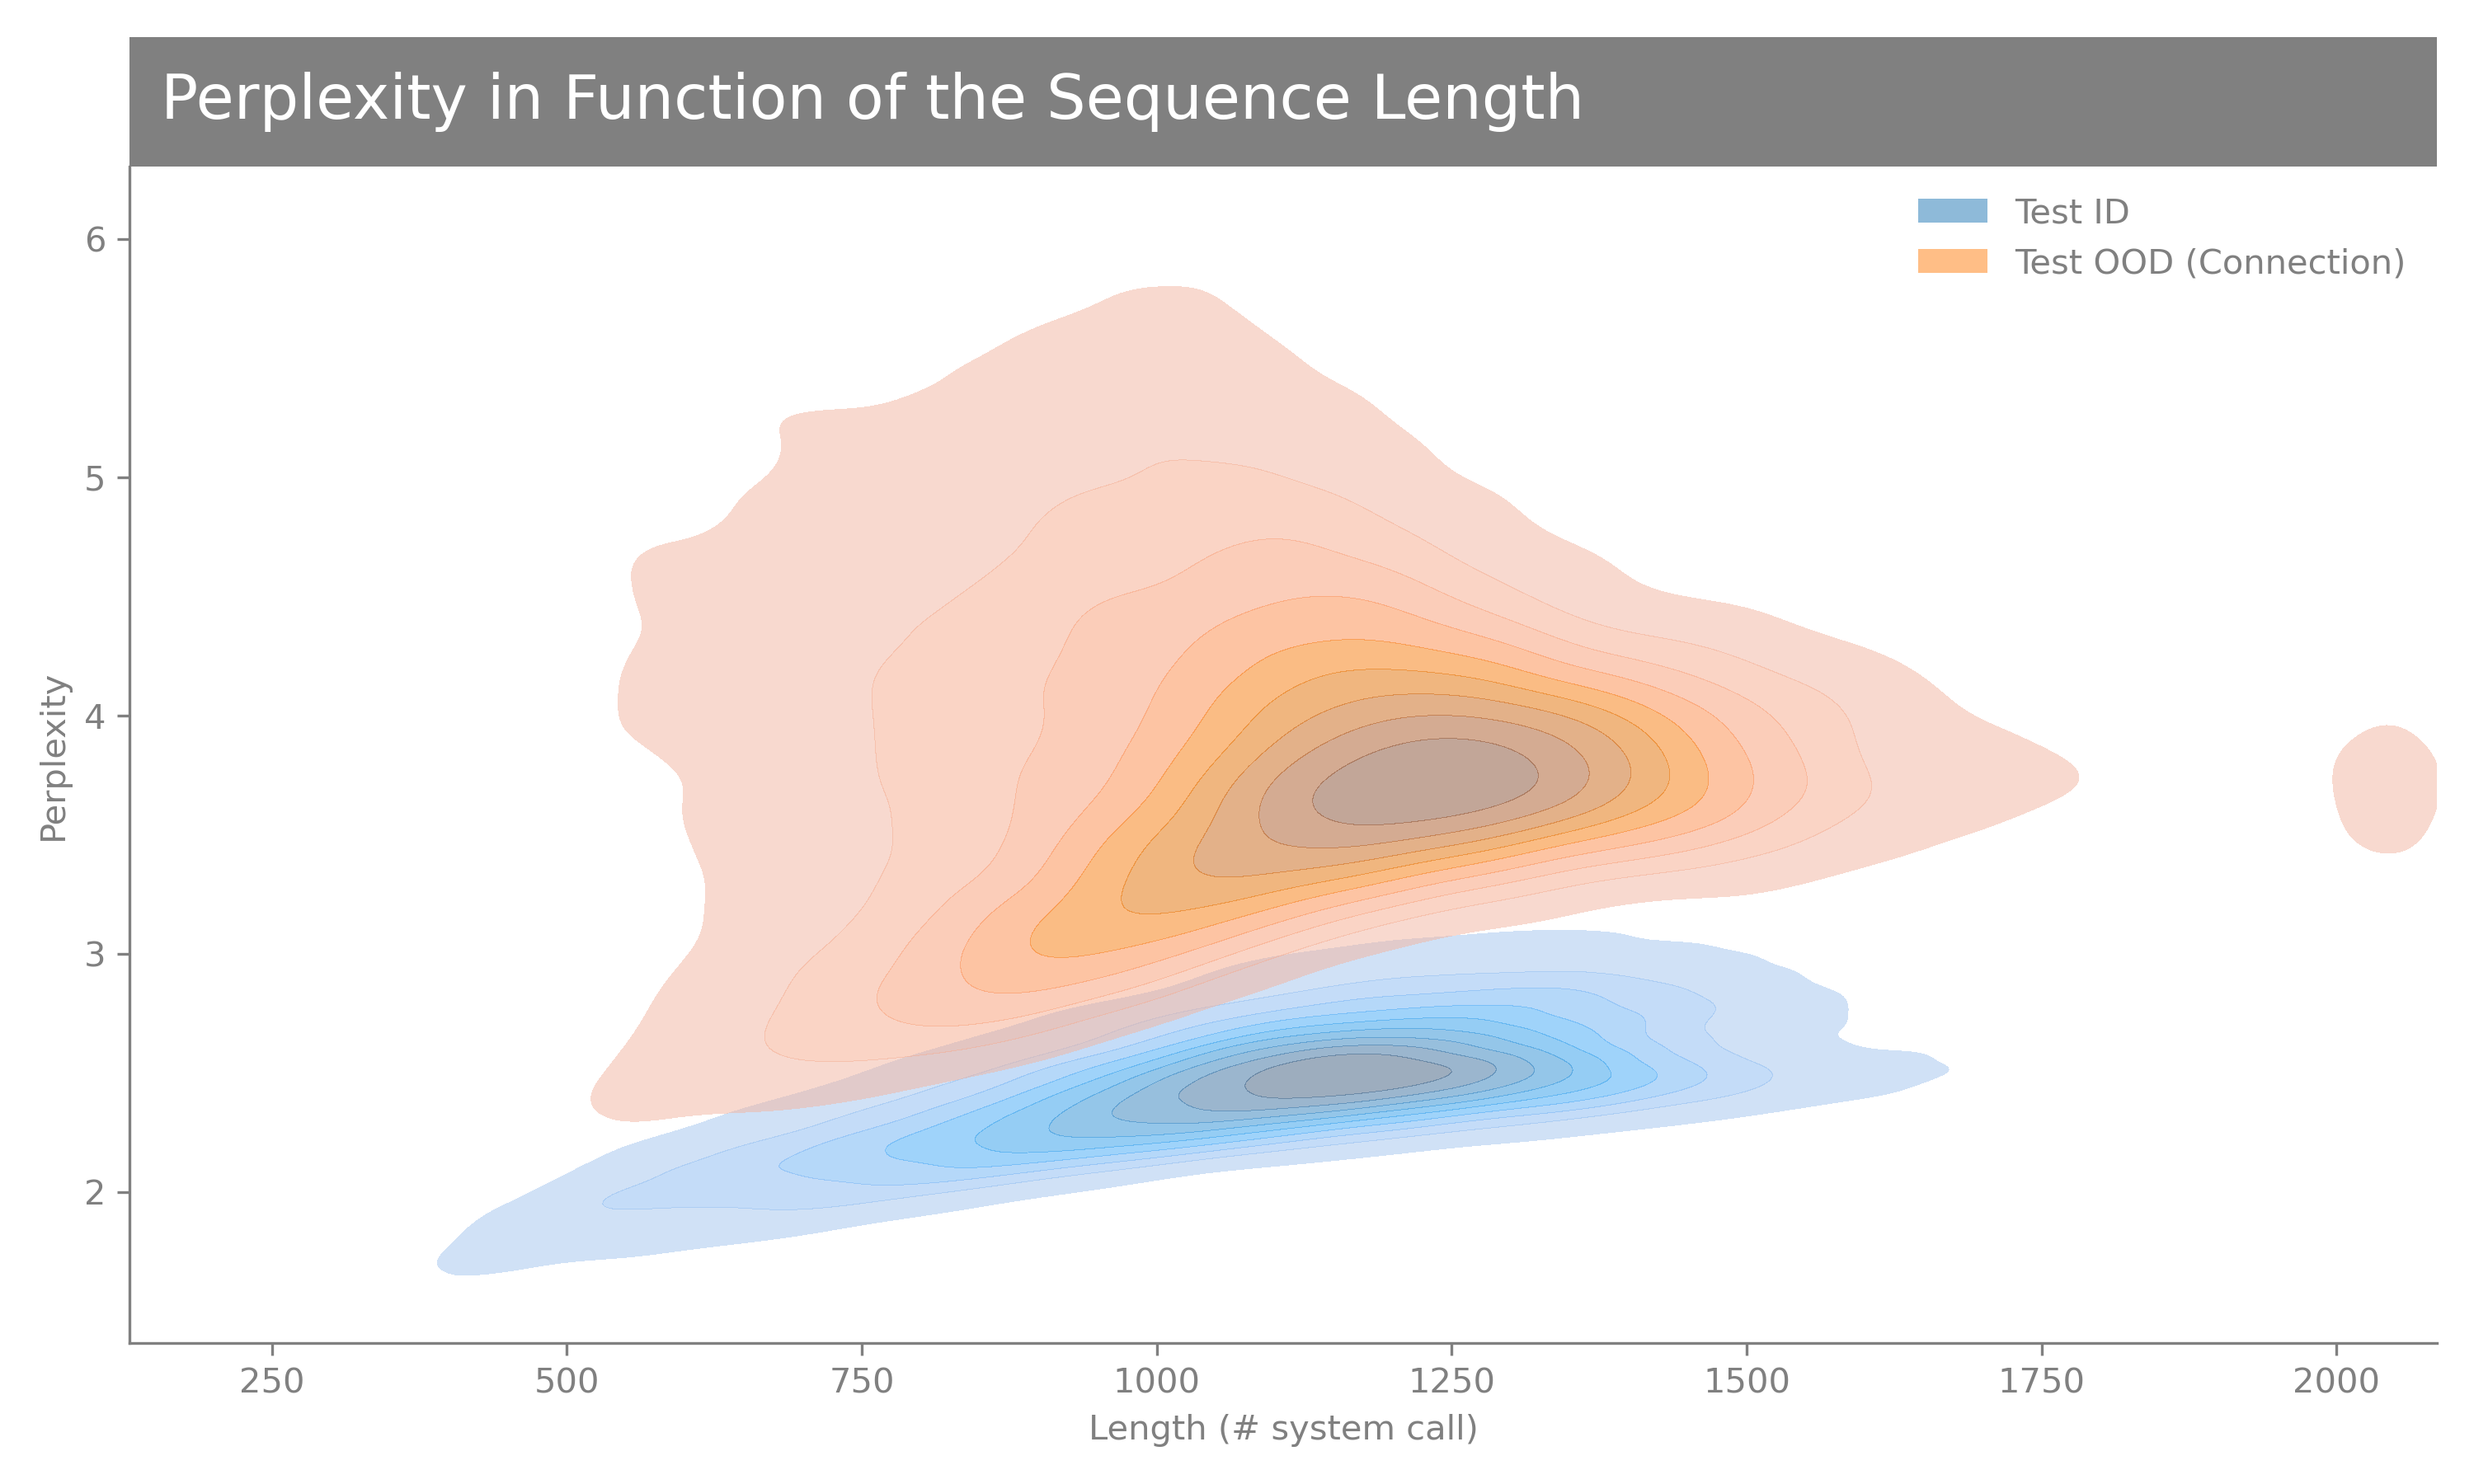 Perplexity in Function of the Sequence Length
Test ID
Test OOD (Connection)
6
5
4
3
2
Perplexity
250 500 750 1000 1250 1500 1750 2000
Length (# system call)